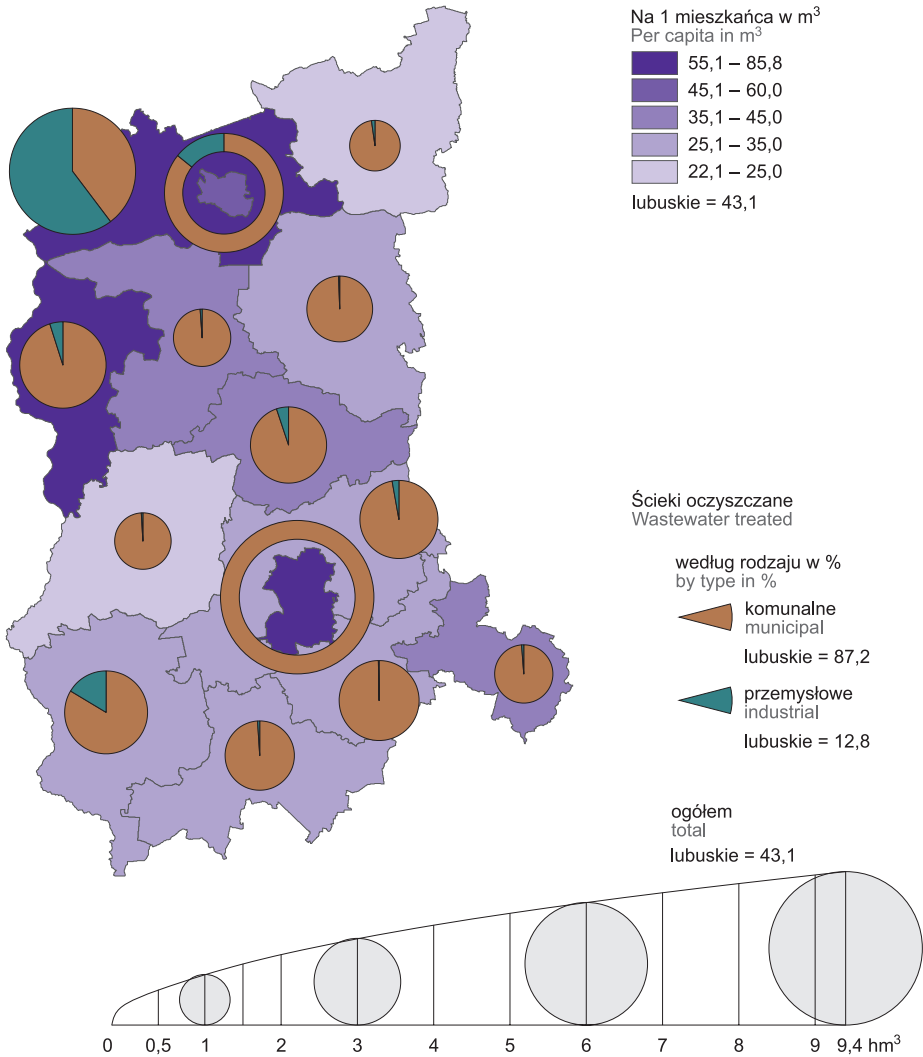 Na 1 mieszkańca w m³
Per capita in m³
55,1 – 85,8
45,1 – 60,0
35,1 – 45,0
25,1 – 35,0
22,1 – 25,0
lubuskie = 43,1
Ścieki oczyszczane
Wastewater treated
według rodzaju w %
by type in %
komunalne
municipal
lubuskie = 87,2
przemysłowe
industrial
lubuskie = 12,8
ogółem
total
lubuskie = 43,1
0 0,5 1 2 3 4 5 6 7 8 9 9,4 hm³